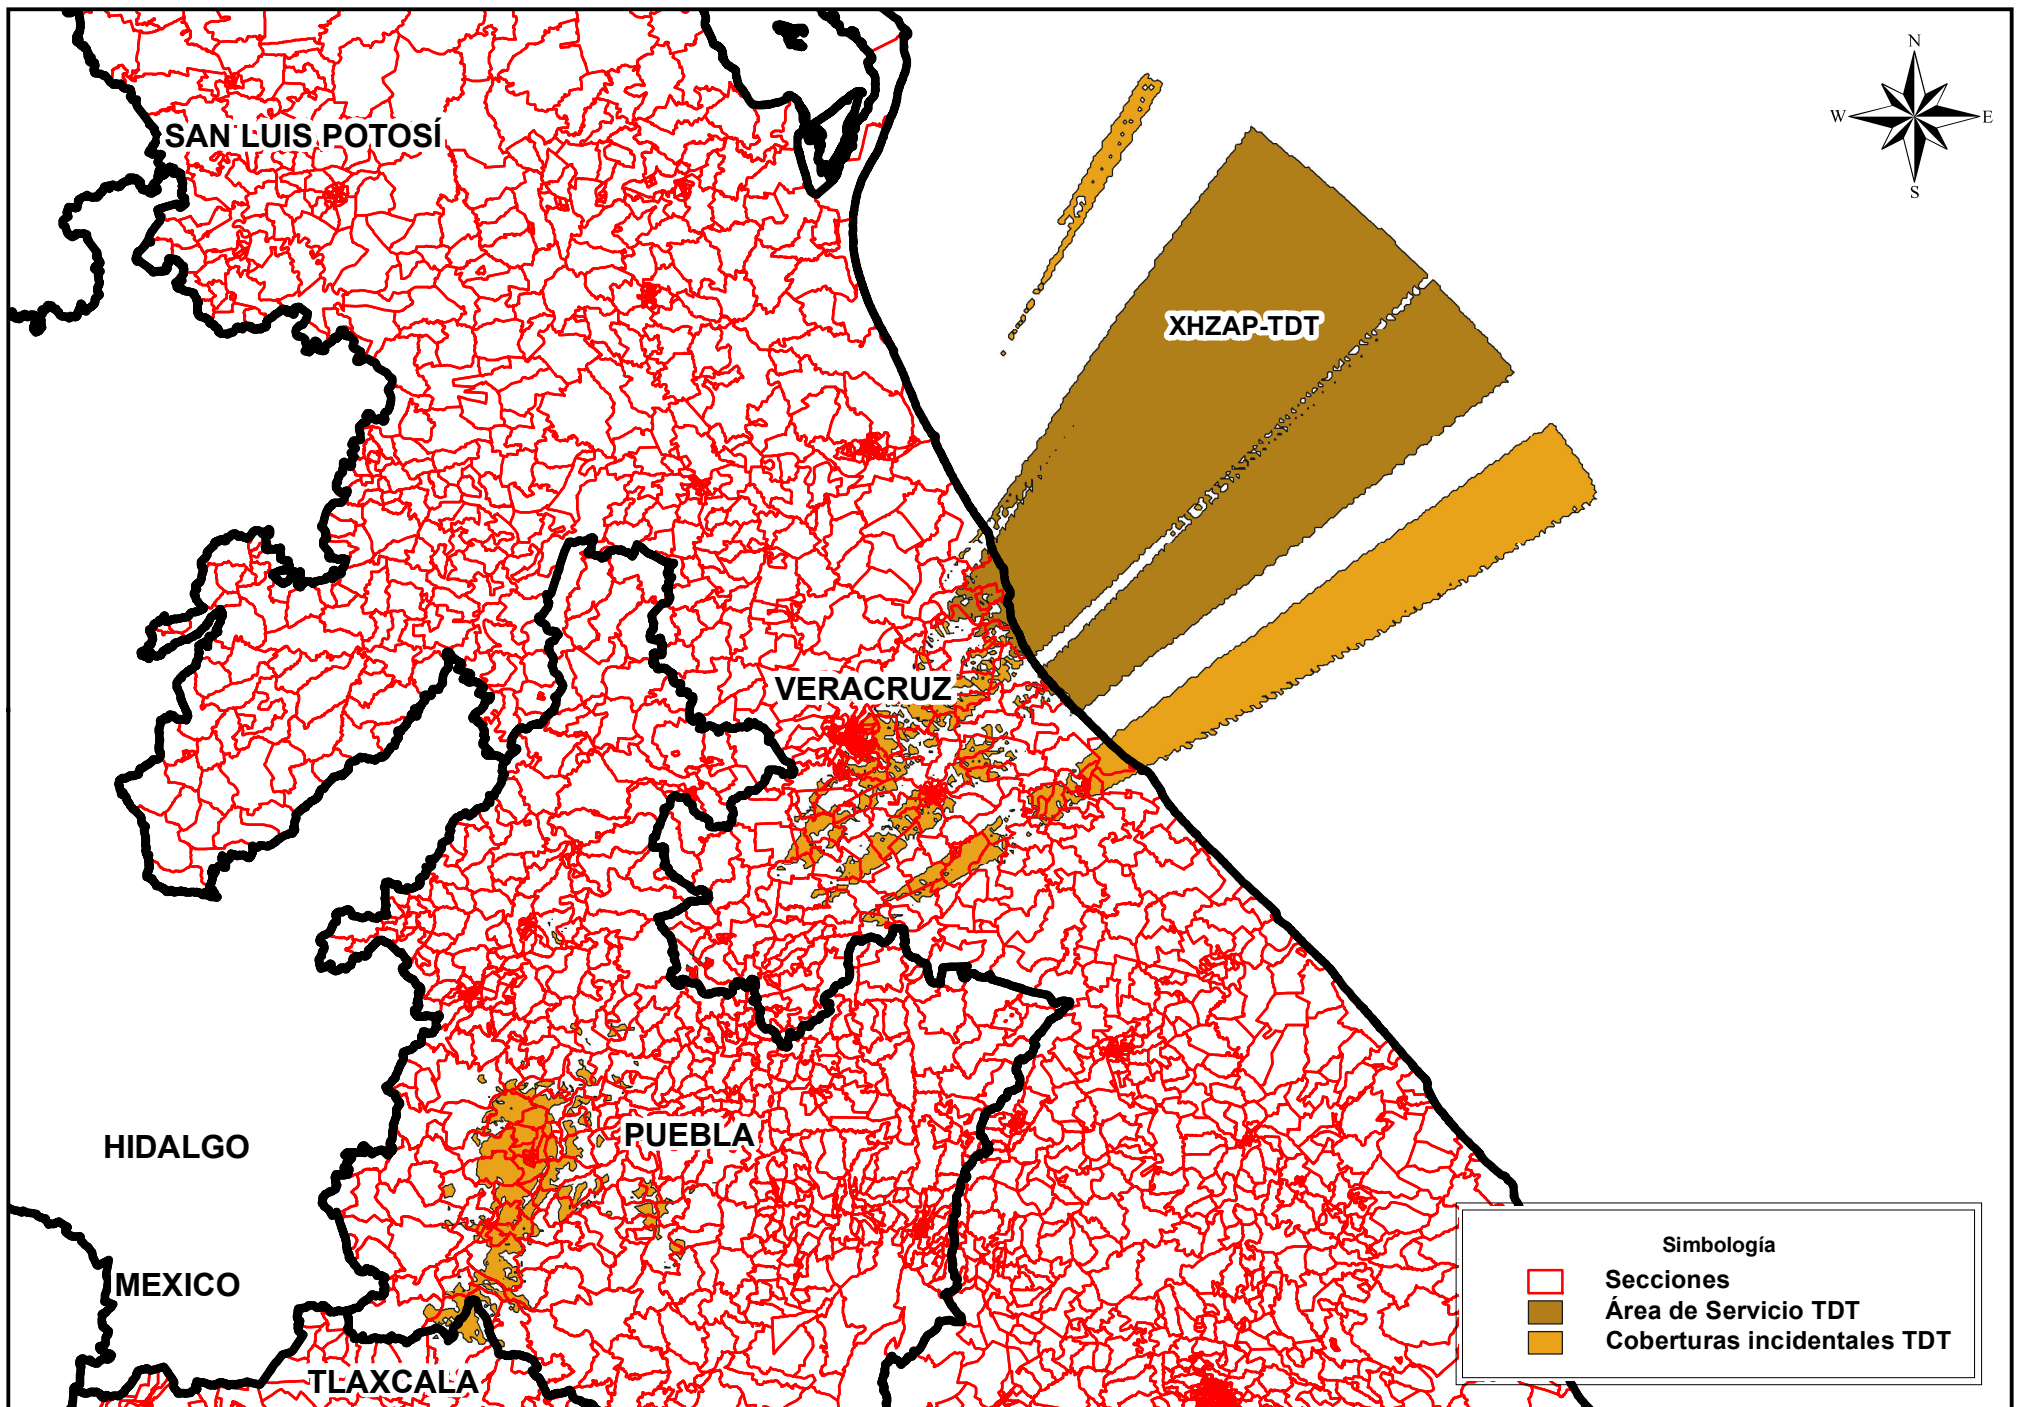 N
W E
S
SAN LUIS POTOSÍ
XHZAP-TDT
VERACRUZ
PUEBLA
HIDALGO
MEXICO
TLAXCALA
Simbología
Secciones
Área de Servicio TDT
Coberturas incidentales TDT